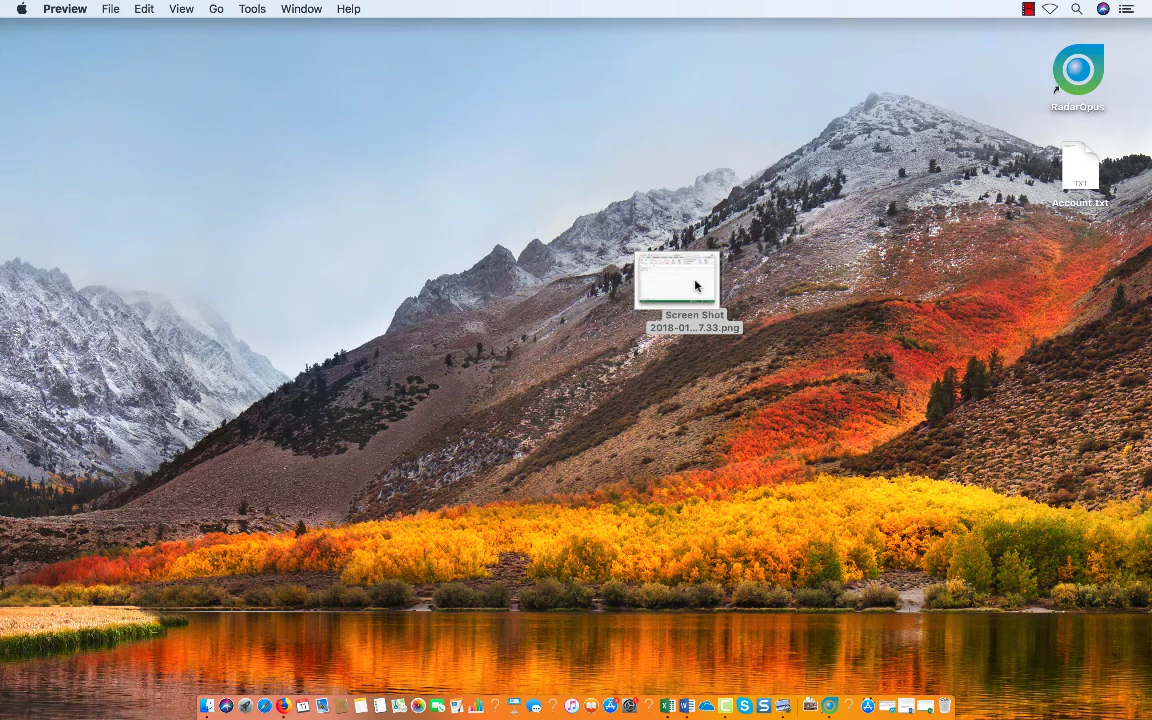 Preview File Edit View Go Tools Window Help
RadarOpus
TXT
Account.txt
Screen Shot
2018-01...7.33.png